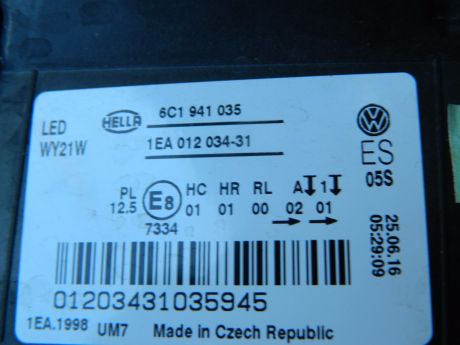 LED
WY21W
HELLA
6C1 941 035
1EA 012 034-31
ES
05S
PL
12.5
E8
7334
HC HR RL A 1
01 01 00 02 01
25.06.16
05:29:09
01203431035945
1EA.1998 UM7 Made in Czech Republic